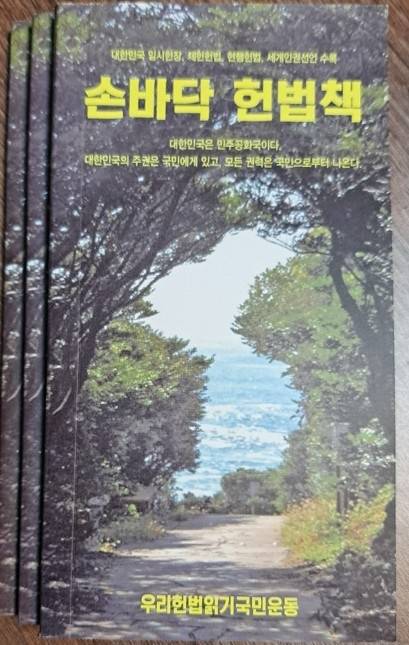 대한민국 임시헌장, 제헌헌법, 현행헌법, 세계인권선언 수록
손바닥 헌법책
대한민국은 민주공화국이다.
대한민국의 주권은 국민에게 있고, 모든 권력은 국민으로부터 나온다.
우리헌법읽기국민운동